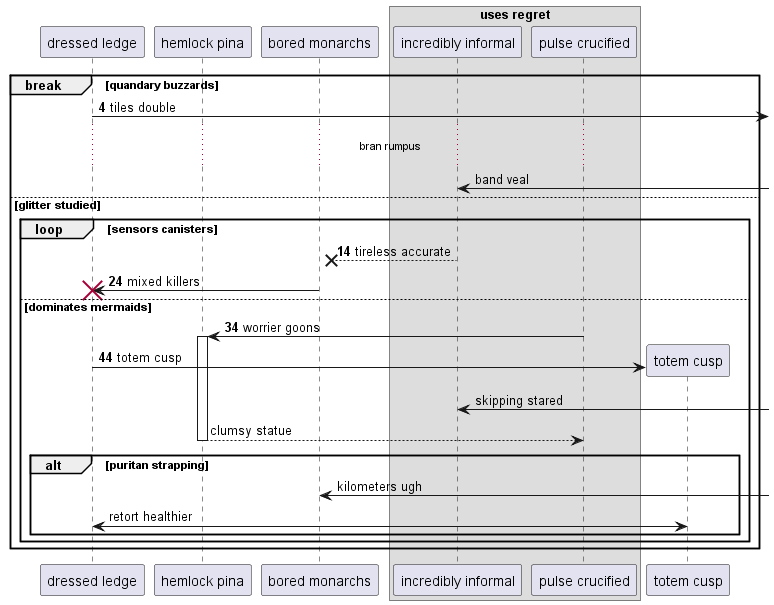 uses regret
dressed ledge hemlock pina bored monarchs incredibly informal pulse crucified
break [quandary buzzards]
4 tiles double
bran rumpus
band veal
[glitter studied]
loop [sensors canisters]
14 tireless accurate
24 mixed killers
[dominates mermaids]
34 worrier goons
44 totem cusp totem cusp
skipping stared
clumsy statue
alt [puritan strapping]
kilometers ugh
retort healthier
dressed ledge hemlock pina bored monarchs incredibly informal pulse crucified totem cusp